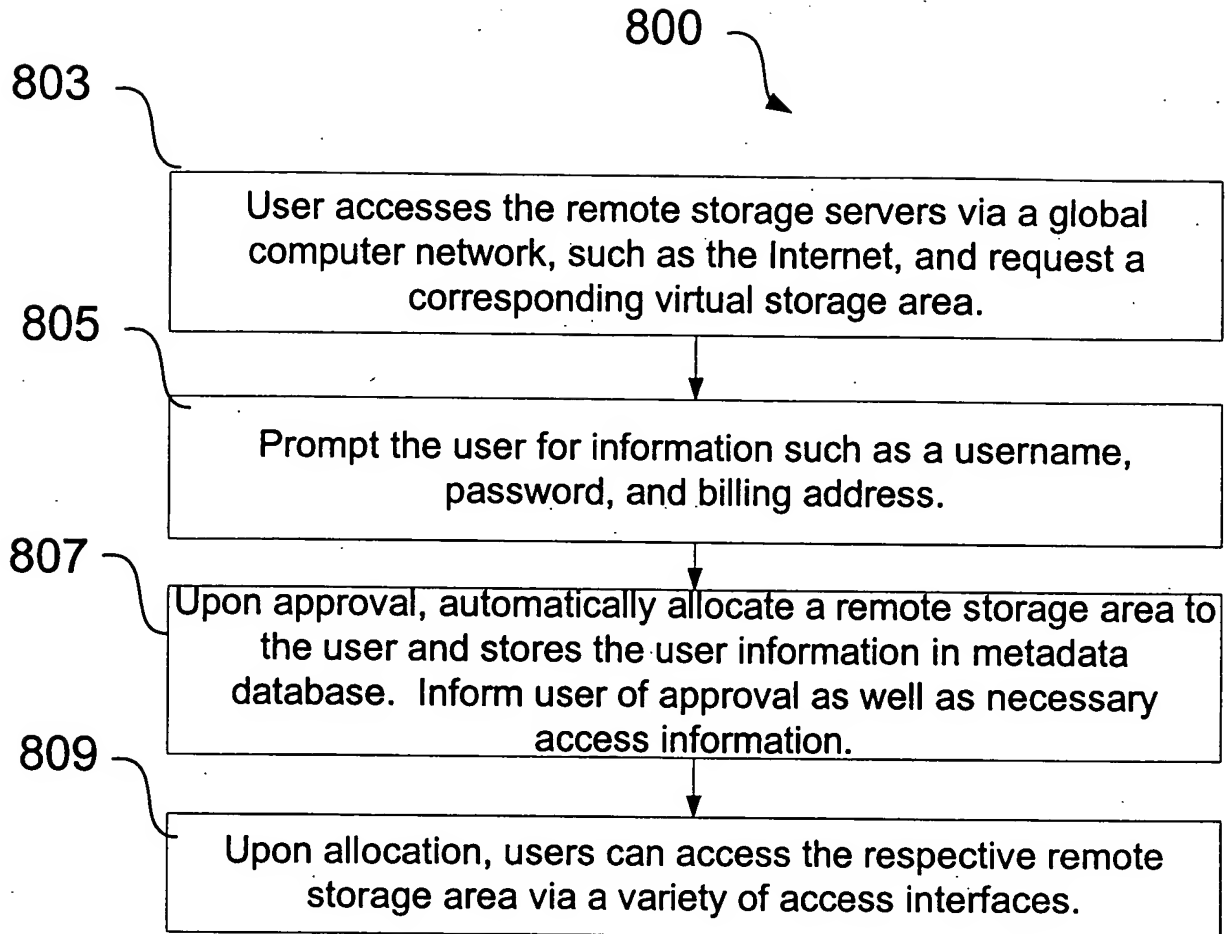 800
803
User accesses the remote storage servers via a global
computer network, such as the Internet, and request a
corresponding virtual storage area.
805
Prompt the user for information such as a username,
password, and billing address.
807
Upon approval, automatically allocate a remote storage area to
the user and stores the user information in metadata
database. Inform user of approval as well as necessary
access information.
809
Upon allocation, users can access the respective remote
storage area via a variety of access interfaces.